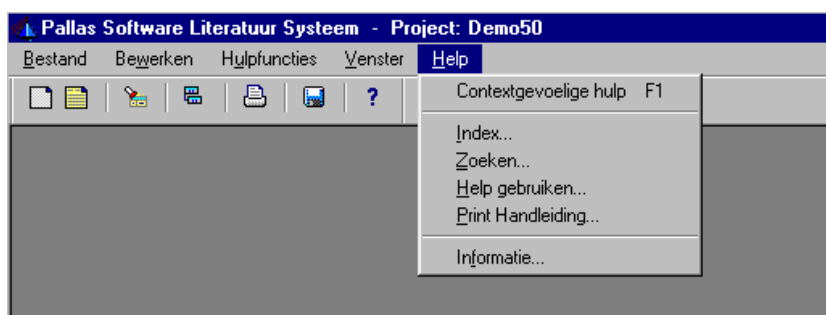 Pallas Software Literatuur Systeem - Project: Demo50
Bestand Bewerken Hulpfuncties Venster Help
?
Contextgevoelige hulp F1
Index...
Zoeken...
Help gebruiken...
Print Handleiding...
Informatie...